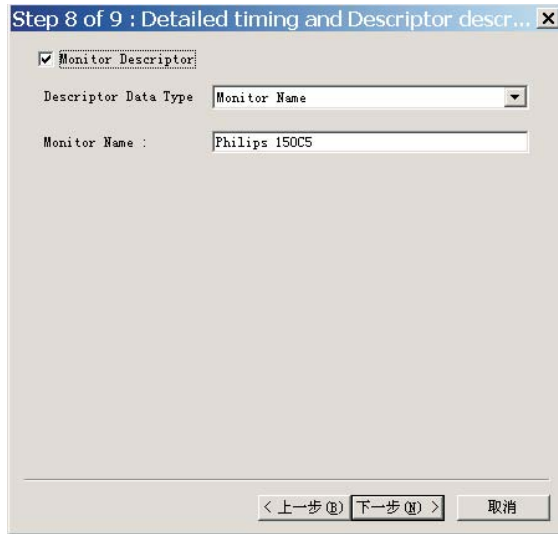 Step 8 of 9 : Detailed timing and Descriptor descr...
Monitor Descriptor
Descriptor Data Type Monitor Name
Monitor Name : Philips 150C5
< 上一步(B) 下一步(N) > 取消